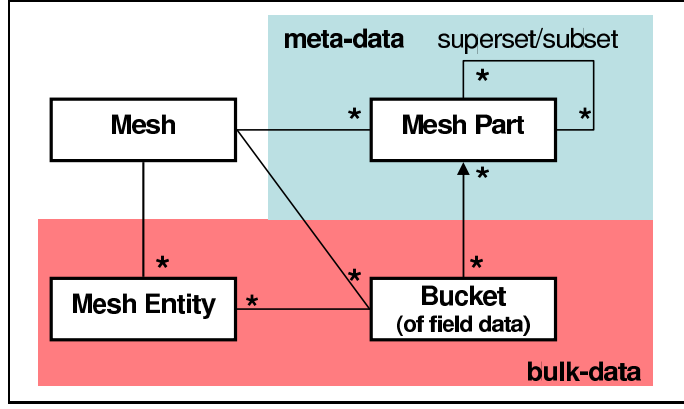 meta-data superset/subset
*
Mesh * Mesh Part *
*
* * *
Mesh Entity * Bucket
(of field data)
bulk-data